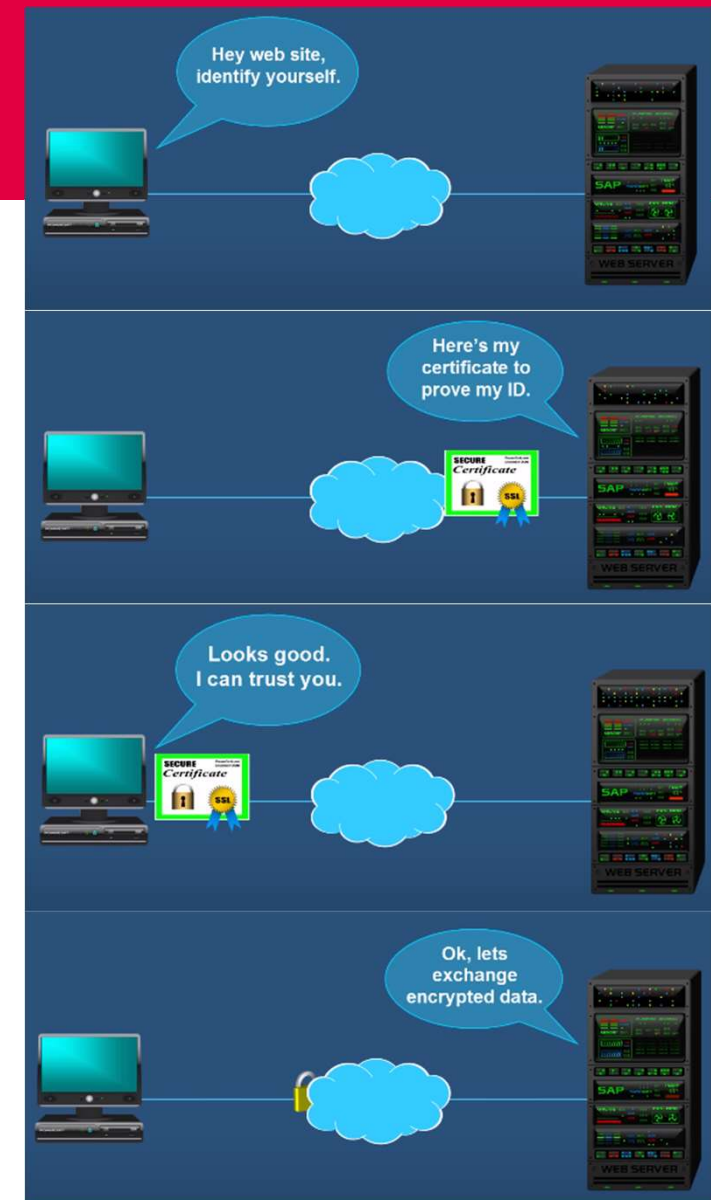 Hey web site,
identify yourself.
SAP
WEB SERVER
Here's my
certificate to
prove my ID.
SECURE
Certificate
SSL
SAP
WEB SERVER
Looks good.
I can trust you.
SECURE
Certificate
SSL
SAP
WEB SERVER
Ok, lets
exchange
encrypted data.
SAP
WEB SERVER